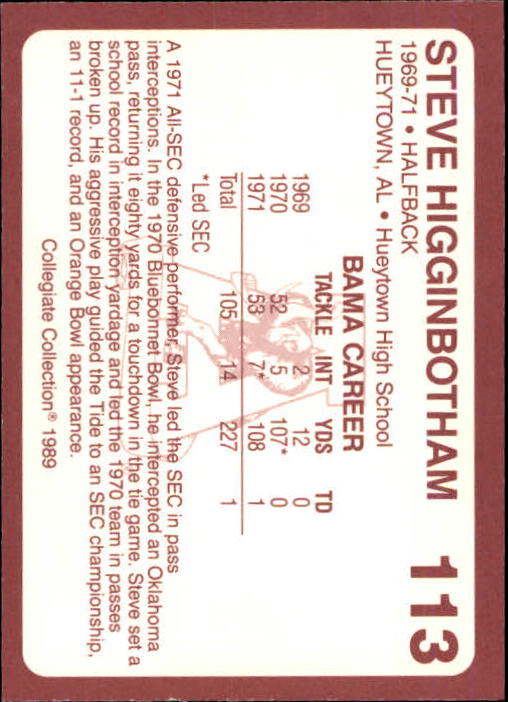 STEVE HIGGINBOTHAM 113
1969-71 • HALFBACK
HUEYTOWN, AL • Hueytown High School
BAMA CAREER
TACKLE INT YDS TD
1969 2 12 0
1970 52 5 107* 0
1971 53 7* 108 1
Total 105 14 227 1
*Led SEC
A 1971 All-SEC defensive performer, Steve led the SEC in pass
interceptions. In the 1970 Bluebonnet Bowl, he intercepted an Oklahoma
pass, returning it eighty yards for a touchdown in the tie game. Steve set a
school record in interception yardage and led the 1970 team in passes
broken up. His aggressive play guided the Tide to an SEC championship,
an 11-1 record, and an Orange Bowl appearance.
Collegiate Collection® 1989